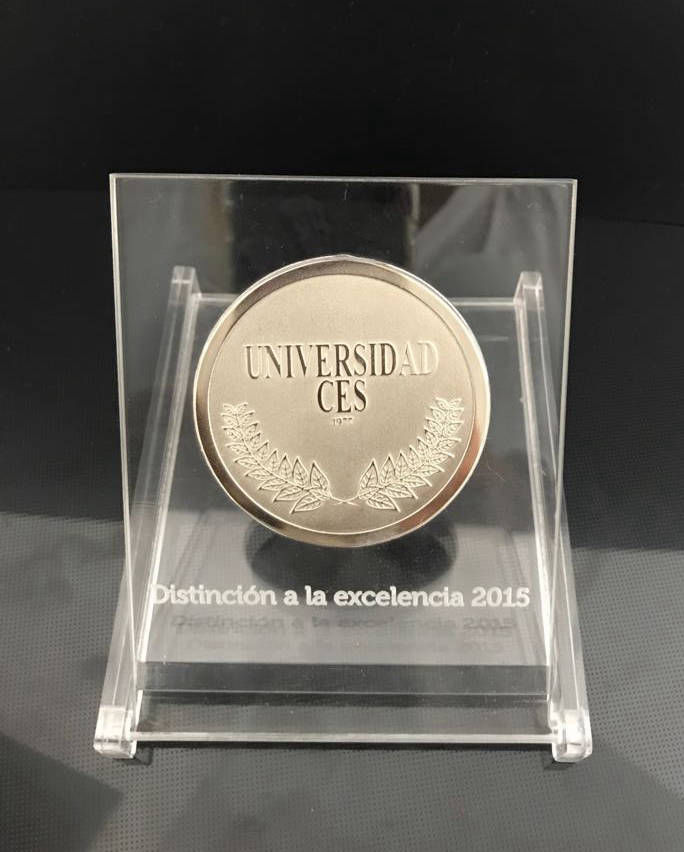 UNIVERSIDAD
CES
1977
Distinción a la excelencia 2015